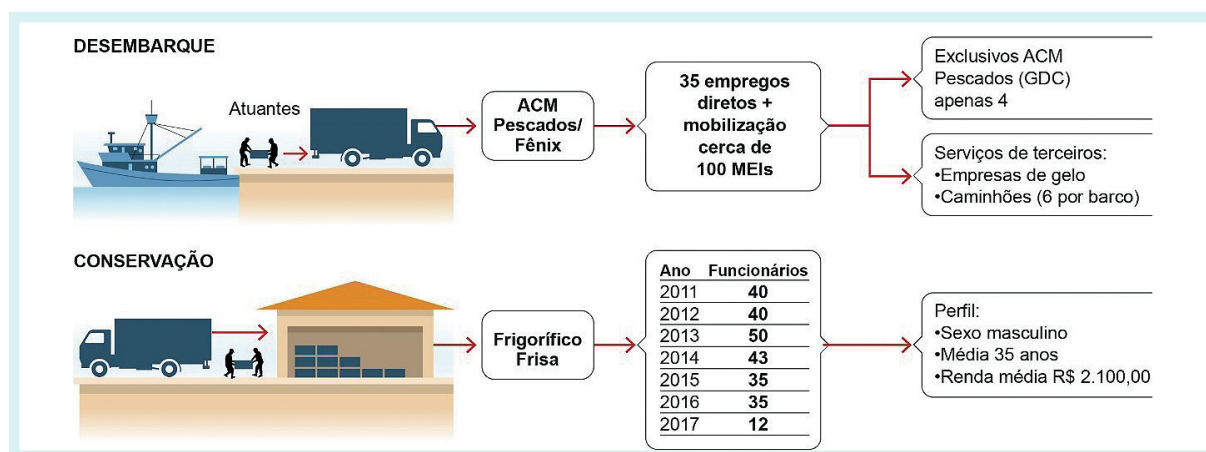 DESEMBARQUE
Atuantes
ACM
Pescados/
Fênix
35 empregos
diretos +
mobilização
cerca de
100 MEIs
Exclusivos ACM
Pescados (GDC)
apenas 4
Serviços de terceiros:
•Empresas de gelo
•Caminhões (6 por barco)
CONSERVAÇÃO
Frigorífico
Frisa
Ano Funcionários
2011 40
2012 40
2013 50
2014 43
2015 35
2016 35
2017 12
Perfil:
•Sexo masculino
•Média 35 anos
•Renda média R$ 2.100,00